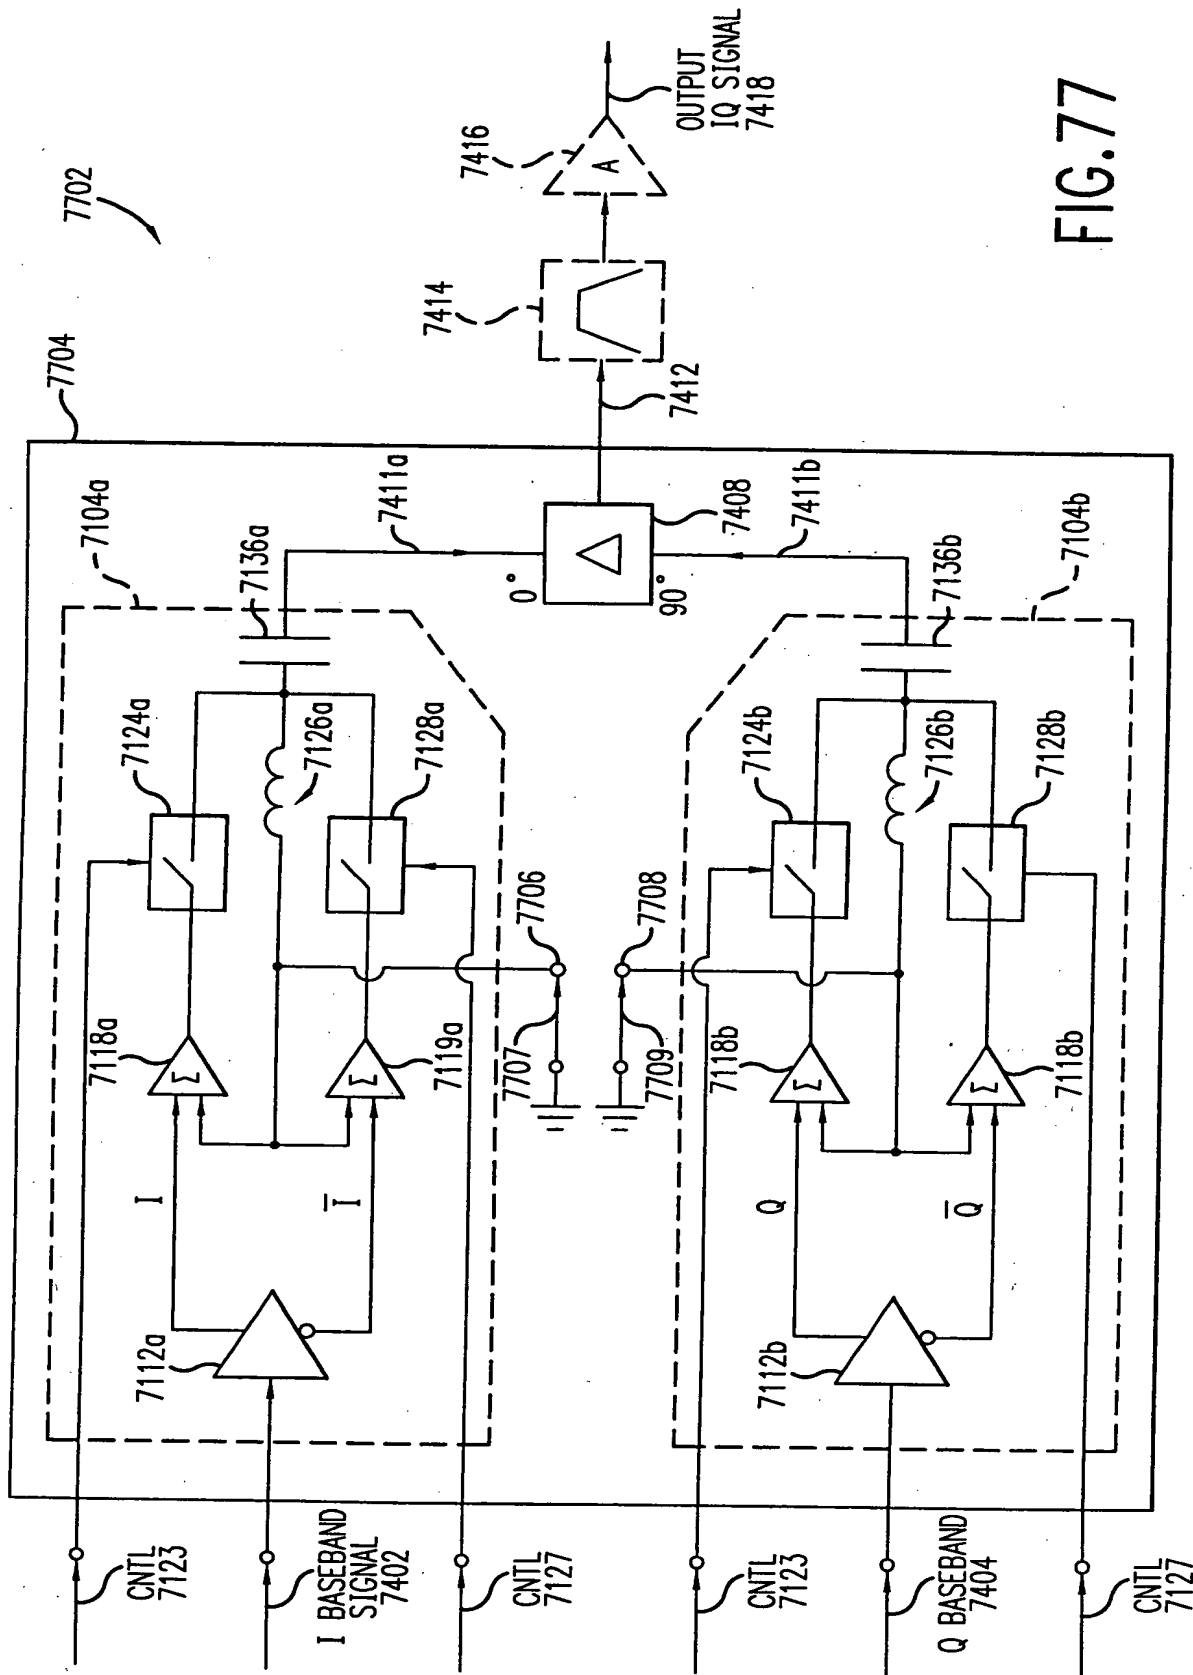 7702
7704
7104a
7136a
7411a
7124a
7126a
7128a
7118a
7119a
I
I̅
7112a
CNTL
7123
I BASEBAND
SIGNAL
7402
CNTL
7127
Σ
Σ
0°
90°
7408
7412
7414
7416
A
OUTPUT
IQ SIGNAL
7418
7706
7707
7708
7709
7411b
7136b
7104b
7124b
7126b
7128b
7118b
7118b
Σ
Σ
Q
Q̅
7112b
CNTL
7123
Q BASEBAND
7404
CNTL
7127
FIG.77